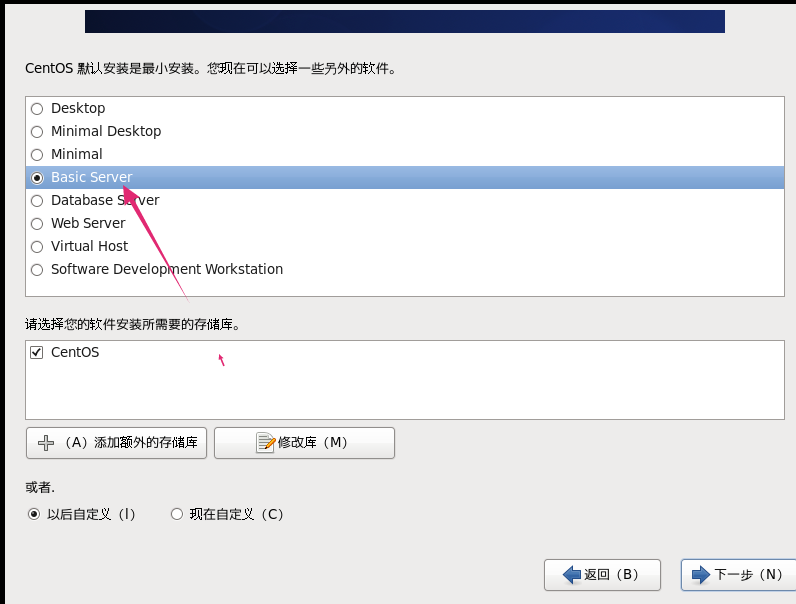 CentOS 默认安装是最小安装。您现在可以选择一些另外的软件。
Desktop
Minimal Desktop
Minimal
Basic Server
Database Server
Web Server
Virtual Host
Software Development Workstation
请选择您的软件安装所需要的存储库。
CentOS
（A）添加额外的存储库 修改库（M）
或者.
以后自定义（l） 现在自定义（C）
返回（B） 下一步（N）